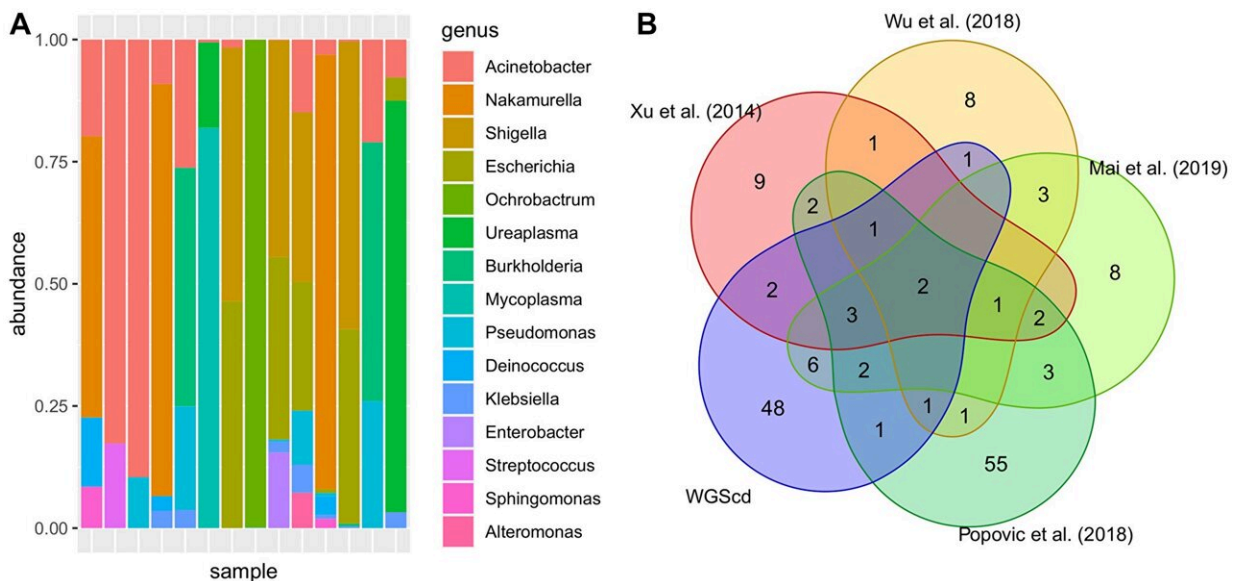 A
genus
1.00
0.75
0.50
0.25
0.00
abundance
sample
Acinetobacter
Nakamurella
Shigella
Escherichia
Ochrobactrum
Ureaplasma
Burkholderia
Mycoplasma
Pseudomonas
Deinococcus
Klebsiella
Enterobacter
Streptococcus
Sphingomonas
Alteromonas
B
Wu et al. (2018)
Xu et al. (2014)
Mai et al. (2019)
WGScd
Popovic et al. (2018)
8
1
1
3
9
2
1
8
2
3
2
1
2
6
2
3
48
1
1
1
55